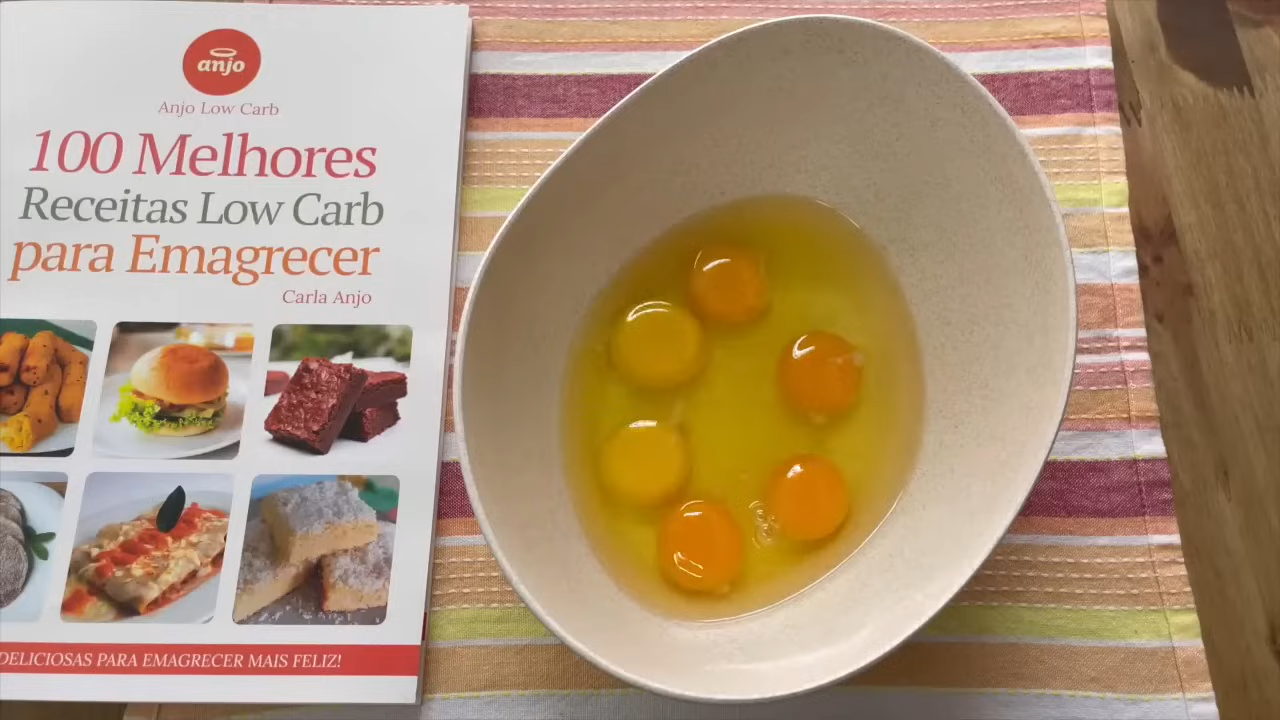 anjo
Anjo Low Carb
100 Melhores
Receitas Low Carb
para Emagrecer
Carla Anjo
DELICIOSAS PARA EMAGRECER MAIS FELIZ!